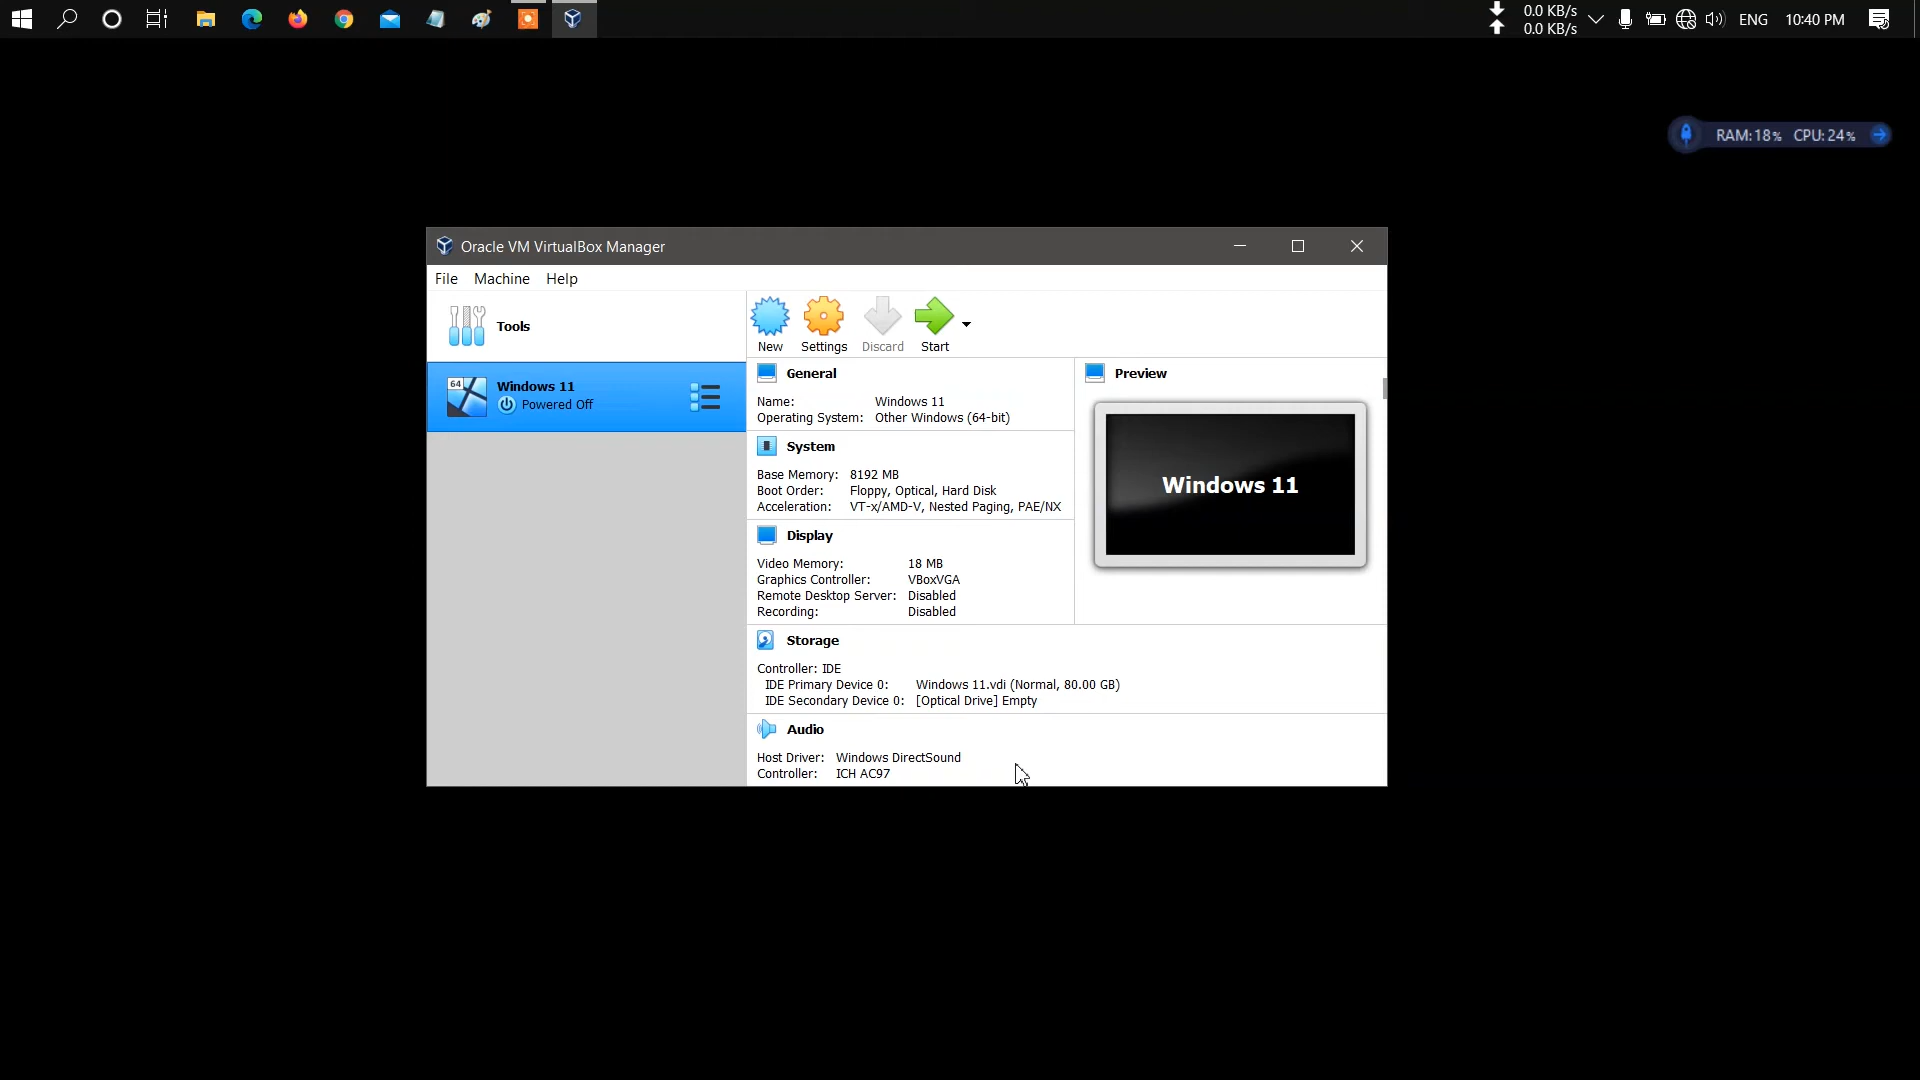 0.0 KB/s
0.0 KB/s
ENG 10:40 PM
RAM:18% CPU:24%
Oracle VM VirtualBox Manager
File Machine Help
Tools
New Settings Discard Start
64
Windows 11
Powered Off
General
Name: Windows 11
Operating System: Other Windows (64-bit)
System
Base Memory: 8192 MB
Boot Order: Floppy, Optical, Hard Disk
Acceleration: VT-x/AMD-V, Nested Paging, PAE/NX
Display
Video Memory: 18 MB
Graphics Controller: VBoxVGA
Remote Desktop Server: Disabled
Recording: Disabled
Preview
Windows 11
Storage
Controller: IDE
IDE Primary Device 0: Windows 11.vdi (Normal, 80.00 GB)
IDE Secondary Device 0: [Optical Drive] Empty
Audio
Host Driver: Windows DirectSound
Controller: ICH AC97